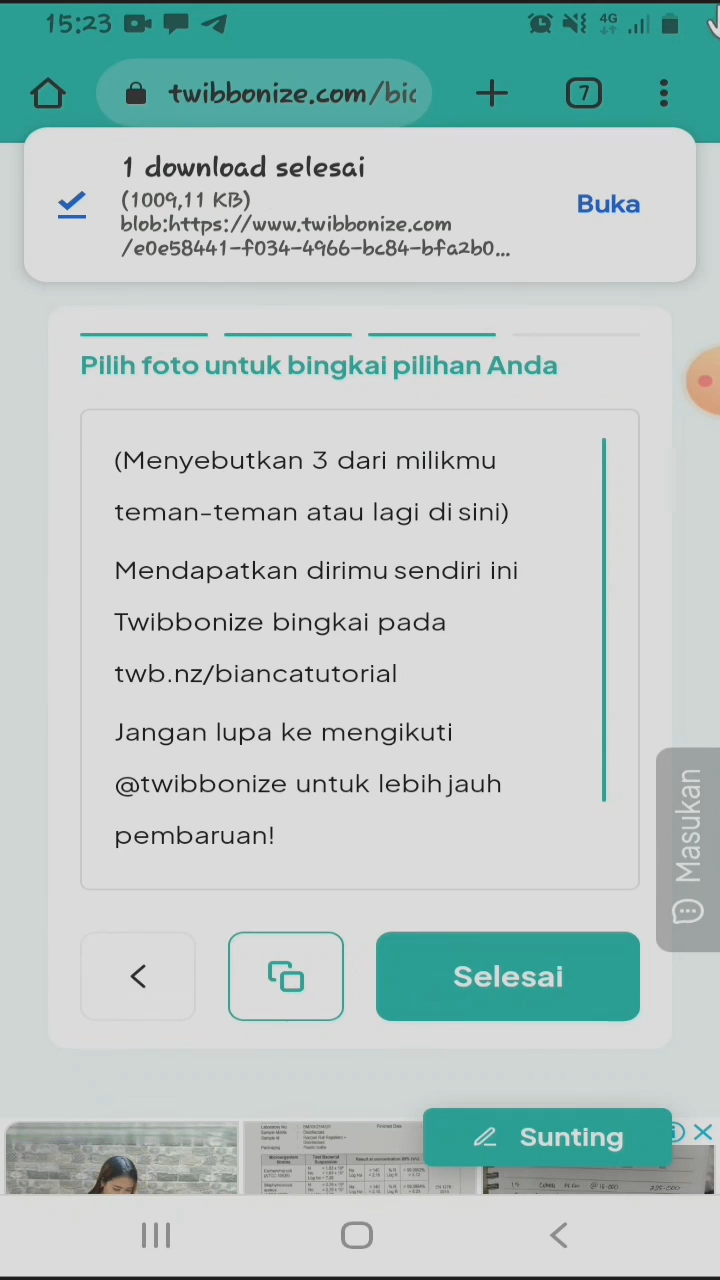 15:23
4G
twibbonize.com/bic
7
1 download selesai
(1009,11 KB)
blob:https://www.twibbonize.com
/e0e58441-f034-4966-bc84-bfa2b0...
Buka
Pilih foto untuk bingkai pilihan Anda
(Menyebutkan 3 dari milikmu
teman-teman atau lagi di sini)
Mendapatkan dirimu sendiri ini
Twibbonize bingkai pada
twb.nz/biancatutorial
Jangan lupa ke mengikuti
@twibbonize untuk lebih jauh
pembaruan!
Masukan
Selesai
Sunting